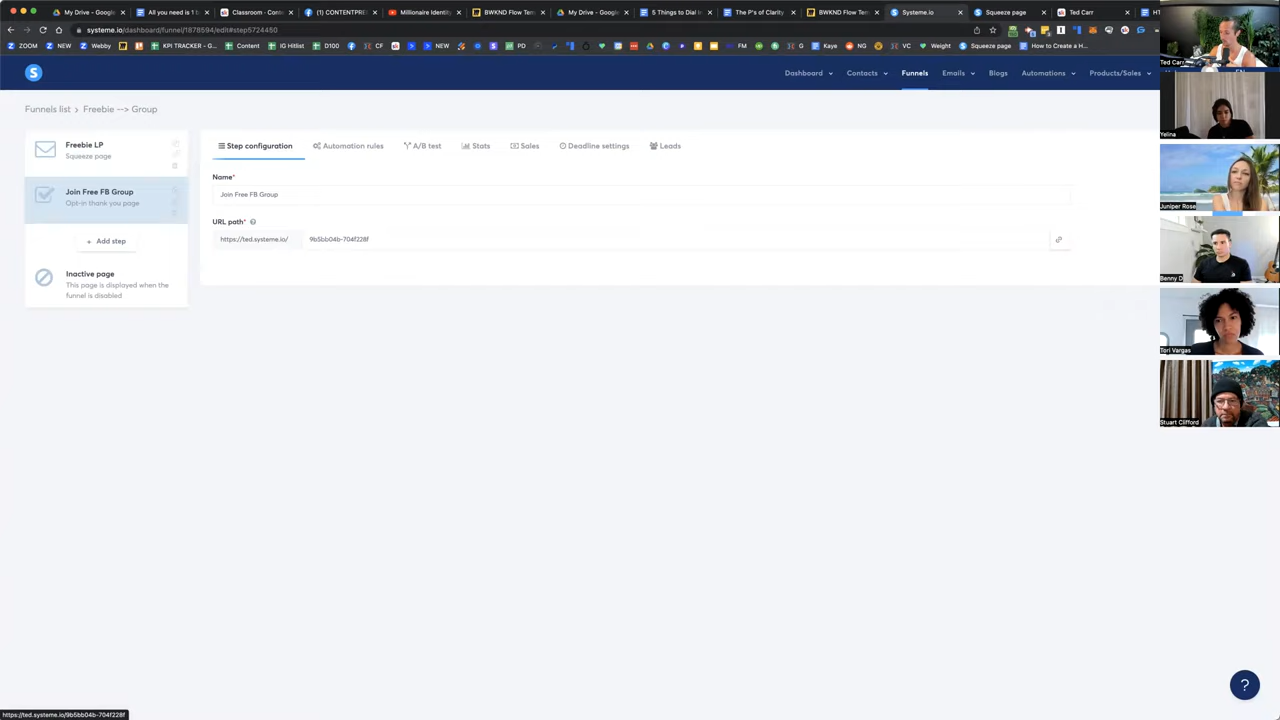 My Drive – Google
All you need is 1 b
Classroom - Conte
(1) CONTENTPRE
Millionaire Identi
BWKND Flow Tem
My Drive – Google
5 Things to Dial I
The P's of Clarity
BWKND Flow Tem
Systeme.io
Squeeze page
Ted Carr
HT
systeme.io/dashboard/funnel/1878594/edit#step5724450
ZOOM
NEW
Webby
KPI TRACKER - G
Content
IG Hitlist
D100
CF
NEW
PD
FM
G
Kaye
NG
VC
Weight
Squeeze page
How to Create a H
Dashboard
Contacts
Funnels
Emails
Blogs
Automations
Products/Sales
EN
Funnels list > Freebie --> Group
Freebie LP
Squeeze page
Join Free FB Group
Opt-in thank you page
+ Add step
Inactive page
This page is displayed when the
funnel is disabled
Step configuration
Automation rules
A/B test
Stats
Sales
Deadline settings
Leads
Name*
Join Free FB Group
URL path*
https://ted.systeme.io/
9b5bb04b-704f228f
Ted Carr
Yelina
Juniper Rose
Benny D
Tori Vargas
Stuart Clifford
?
https://ted.systeme.io/9b5bb04b-704f228f